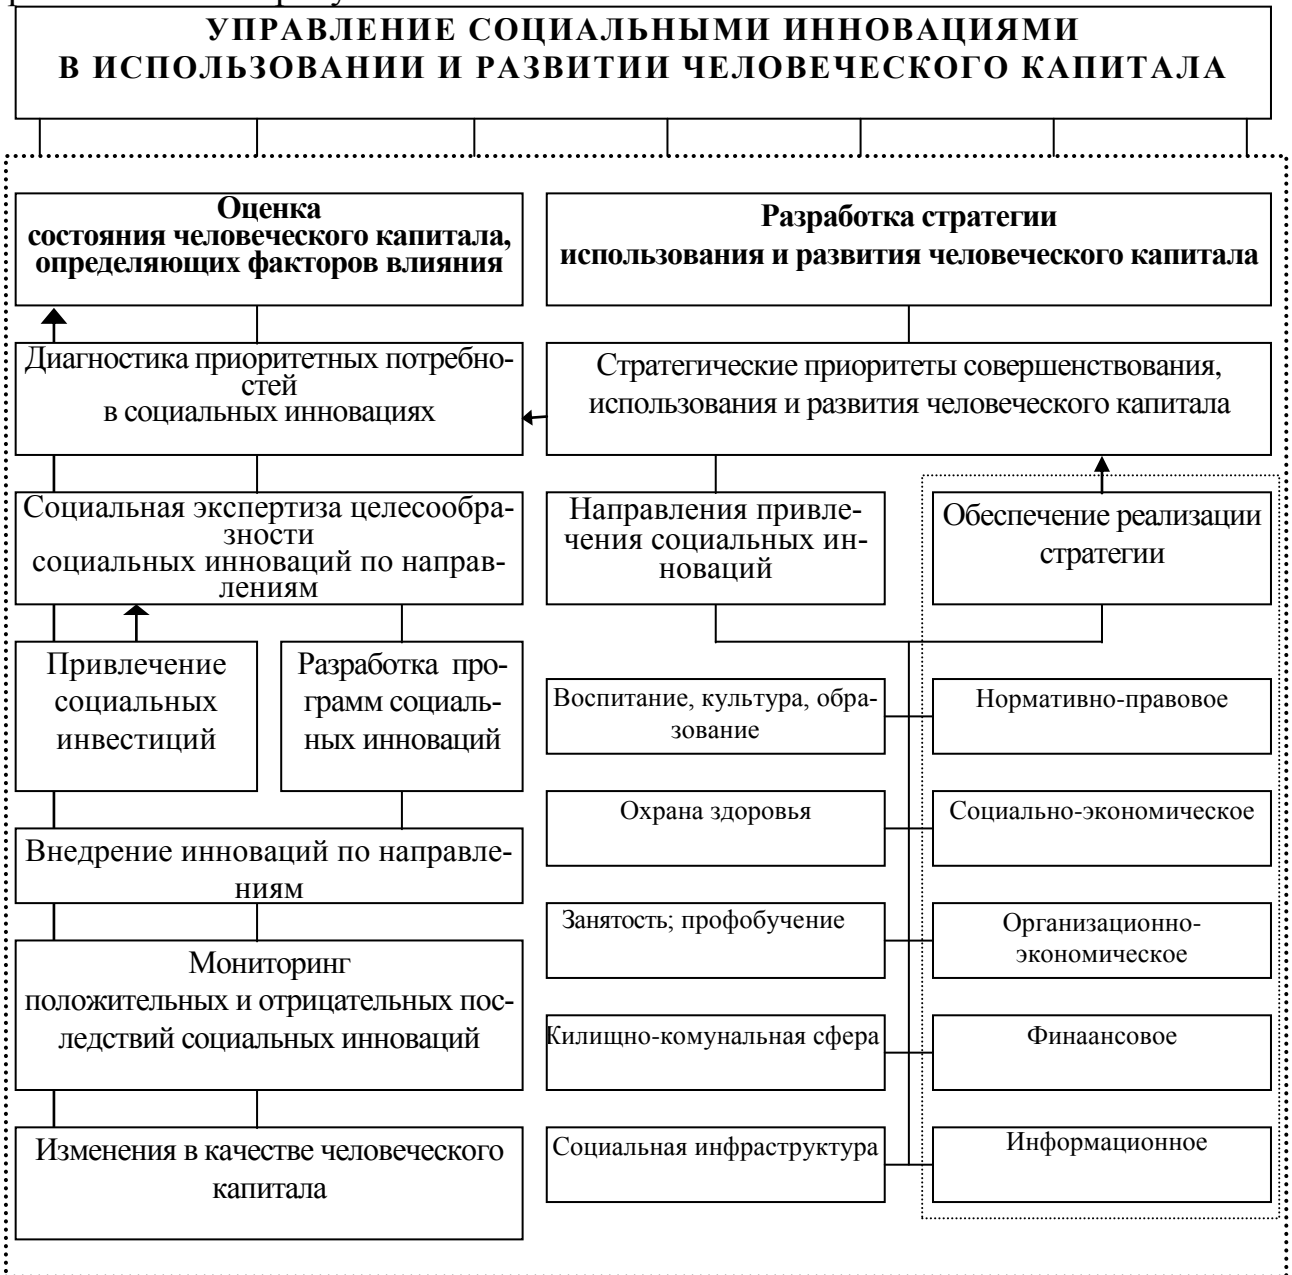 УПРАВЛЕНИЕ СОЦИАЛЬНЫМИ ИННОВАЦИЯМИ
В ИСПОЛЬЗОВАНИИ И РАЗВИТИИ ЧЕЛОВЕЧЕСКОГО КАПИТАЛА
Оценка
состояния человеческого капитала,
определяющих факторов влияния
Диагностика приоритетных потребно-
стей
в социальных инновациях
Социальная экспертиза целесообра-
зности
социальных инноваций по направ-
лениям
Привлечение
социальных
инвестиций
Разработка про-
грамм социаль-
ных инноваций
Внедрение инноваций по направле-
ниям
Мониторинг
положительных и отрицательных пос-
ледствий социальных инноваций
Изменения в качестве человеческого
капитала
Разработка стратегии
использования и развития человеческого капитала
Стратегические приоритеты совершенствования,
использования и развития человеческого капитала
Направления привле-
чения социальных ин-
новаций
Обеспечение реализации
стратегии
Воспитание, культура, обра-
зование
Охрана здоровья
Занятость; профобучение
Килищно-комунальная сфера
Социальная инфраструктура
Нормативно-правовое
Социально-экономическое
Организационно-
экономическое
Финаансовое
Информационное